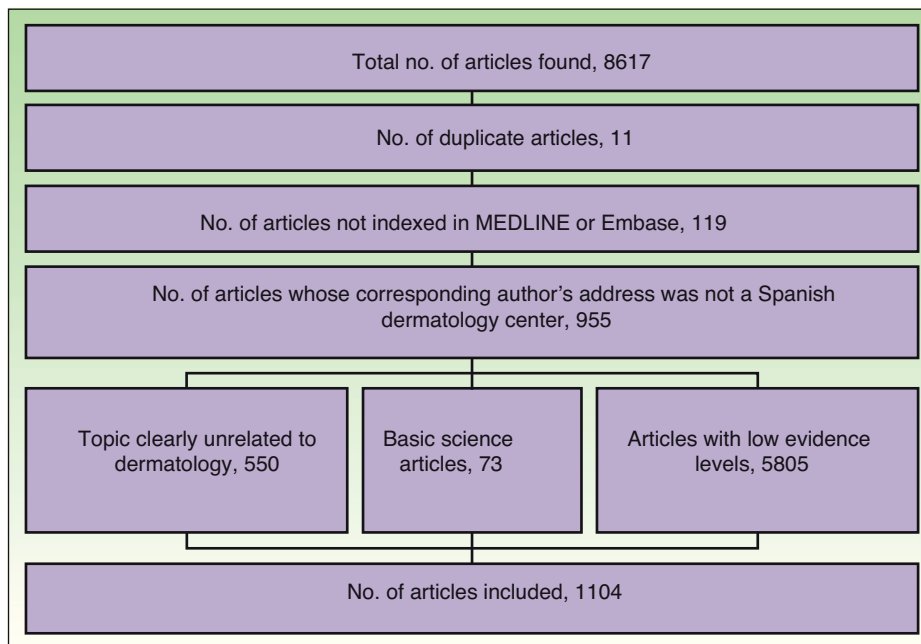 Total no. of articles found, 8617
No. of duplicate articles, 11
No. of articles not indexed in MEDLINE or Embase, 119
No. of articles whose corresponding author's address was not a Spanish
dermatology center, 955
Topic clearly unrelated to
dermatology, 550
Basic science
articles, 73
Articles with low evidence
levels, 5805
No. of articles included, 1104